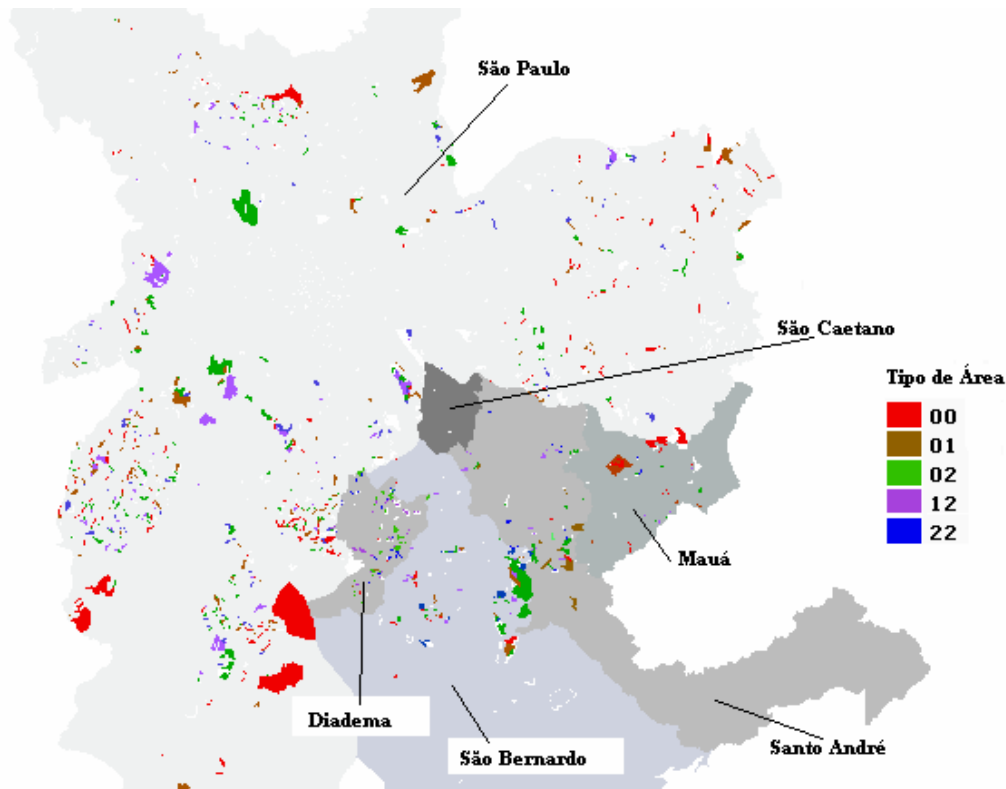 São Paulo
São Caetano
Tipo de Área
00
01
02
12
22
Mauá
Diadema
São Bernardo
Santo André